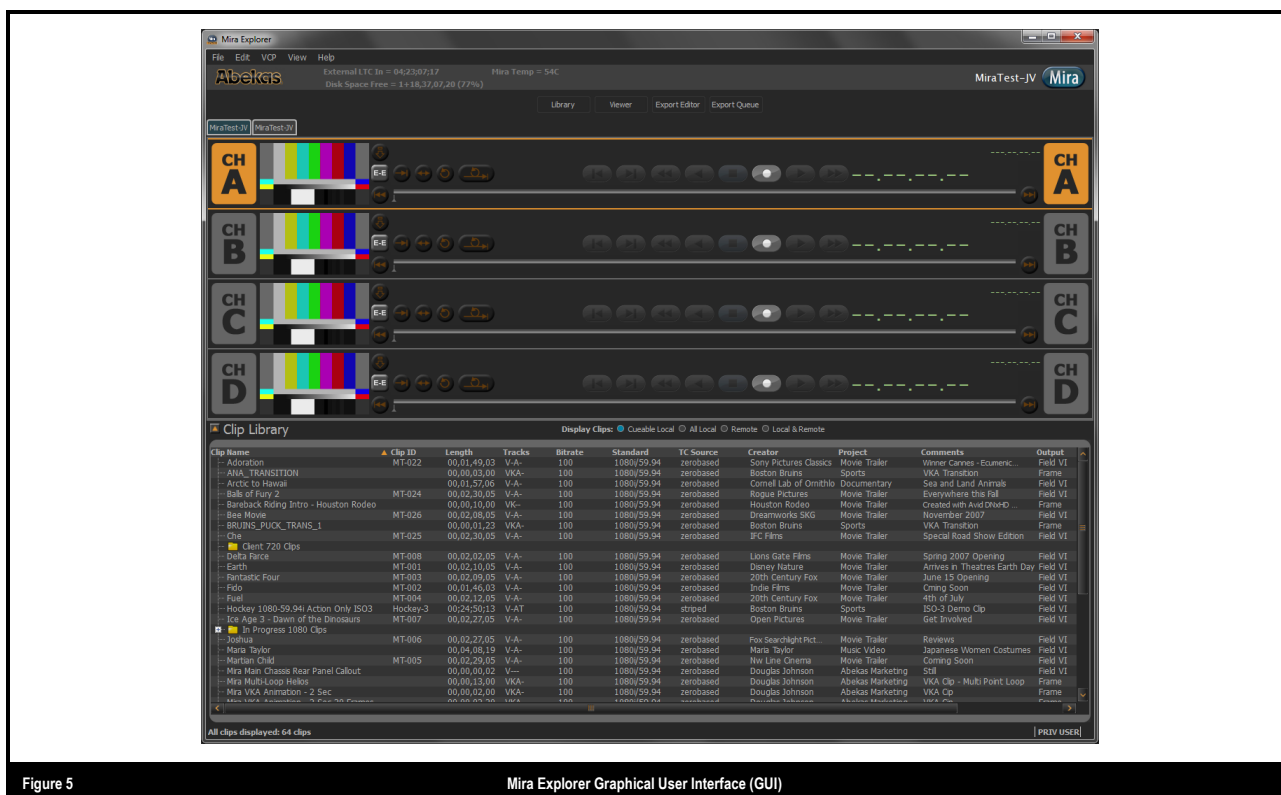 Mira Explorer
File Edit VCP View Help
Abekas
External LTC In = 04;23;07;17 Mira Temp = 54C
Disk Space Free = 1+18,37,07,20 (77%)
MiraTest-JV Mira
Library Viewer Export Editor Export Queue
MiraTest-JV MiraTest-JV
CH A
E-E
CH A
CH B
E-E
CH B
CH C
E-E
CH C
CH D
E-E
CH D
Clip Library Display Clips: Cueable Local All Local Remote Local & Remote
Clip Name Clip ID Length Tracks Bitrate Standard TC Source Creator Project Comments Output
Adoration MT-022 00,01,49,03 V-A- 100 1080i/59.94 zerobased Sony Pictures Classics Movie Trailer Winner Cannes - Ecumenic... Field VI
ANA_TRANSITION 00,00,03,00 VKA- 100 1080i/59.94 zerobased Boston Bruins Sports VKA Transition Frame
Arctic to Hawaii 00,01,57,06 V-A- 100 1080i/59.94 zerobased Cornell Lab of Ornithlo Documentary Sea and Land Animals Field VI
Balls of Fury 2 MT-024 00,02,30,05 V-A- 100 1080i/59.94 zerobased Rogue Pictures Movie Trailer Everywhere this Fall Field VI
Bareback Riding Intro - Houston Rodeo 00,00,10,00 VK-- 100 1080i/59.94 zerobased Houston Rodeo Movie Trailer Created with Avid DNxHD ... Frame
Bee Movie MT-026 00,02,08,05 V-A- 100 1080i/59.94 zerobased Dreamworks SKG Movie Trailer November 2007 Field VI
BRUINS_PUCK_TRANS_1 00,00,01,23 VKA- 100 1080i/59.94 zerobased Boston Bruins Sports VKA Transition Frame
Che MT-025 00,02,30,05 V-A- 100 1080i/59.94 zerobased IFC Films Movie Trailer Special Road Show Edition Field VI
Client 720 Clips
Delta Farce MT-008 00,02,02,05 V-A- 100 1080i/59.94 zerobased Lions Gate Films Movie Trailer Spring 2007 Opening Field VI
Earth MT-001 00,02,10,05 V-A- 100 1080i/59.94 zerobased Disney Nature Movie Trailer Arrives in Theatres Earth Day Field VI
Fantastic Four MT-003 00,02,09,05 V-A- 100 1080i/59.94 zerobased 20th Century Fox Movie Trailer June 15 Opening Field VI
Fido MT-002 00,01,46,03 V-A- 100 1080i/59.94 zerobased Indie Films Movie Trailer Cming Soon Field VI
Fuel MT-004 00,02,12,05 V-A- 100 1080i/59.94 zerobased 20th Century Fox Movie Trailer 4th of July Field VI
Hockey 1080-59.94i Action Only ISO3 Hockey-3 00;24;50;13 V-AT 100 1080i/59.94 striped Boston Bruins Sports ISO-3 Demo Clip Field VI
Ice Age 3 - Dawn of the Dinosaurs MT-007 00,02,27,05 V-A- 100 1080i/59.94 zerobased Open Pictures Movie Trailer Get Involved Field VI
In Progress 1080 Clips
Joshua MT-006 00,02,27,05 V-A- 100 1080i/59.94 zerobased Fox Searchlight Pict... Movie Trailer Reviews Field VI
Maria Taylor 00,04,08,19 V-A- 100 1080i/59.94 zerobased Maria Taylor Music Video Japanese Women Costumes Field VI
Martian Child MT-005 00,02,29,05 V-A- 100 1080i/59.94 zerobased Nw Line Cinema Movie Trailer Coming Soon Field VI
Mira Main Chassis Rear Panel Callout 00,00,00,02 V--- 100 1080i/59.94 zerobased Douglas Johnson Abekas Marketing Still Field VI
Mira Multi-Loop Helios 00,00,13,00 VKA- 100 1080i/59.94 zerobased Douglas Johnson Abekas Marketing VKA Clip - Multi Point Loop Frame
Mira VKA Animation - 2 Sec 00,00,02,00 VKA- 100 1080i/59.94 zerobased Douglas Johnson Abekas Marketing VKA Clip Frame
All clips displayed: 64 clips PRIV USER
Figure 5 Mira Explorer Graphical User Interface (GUI)